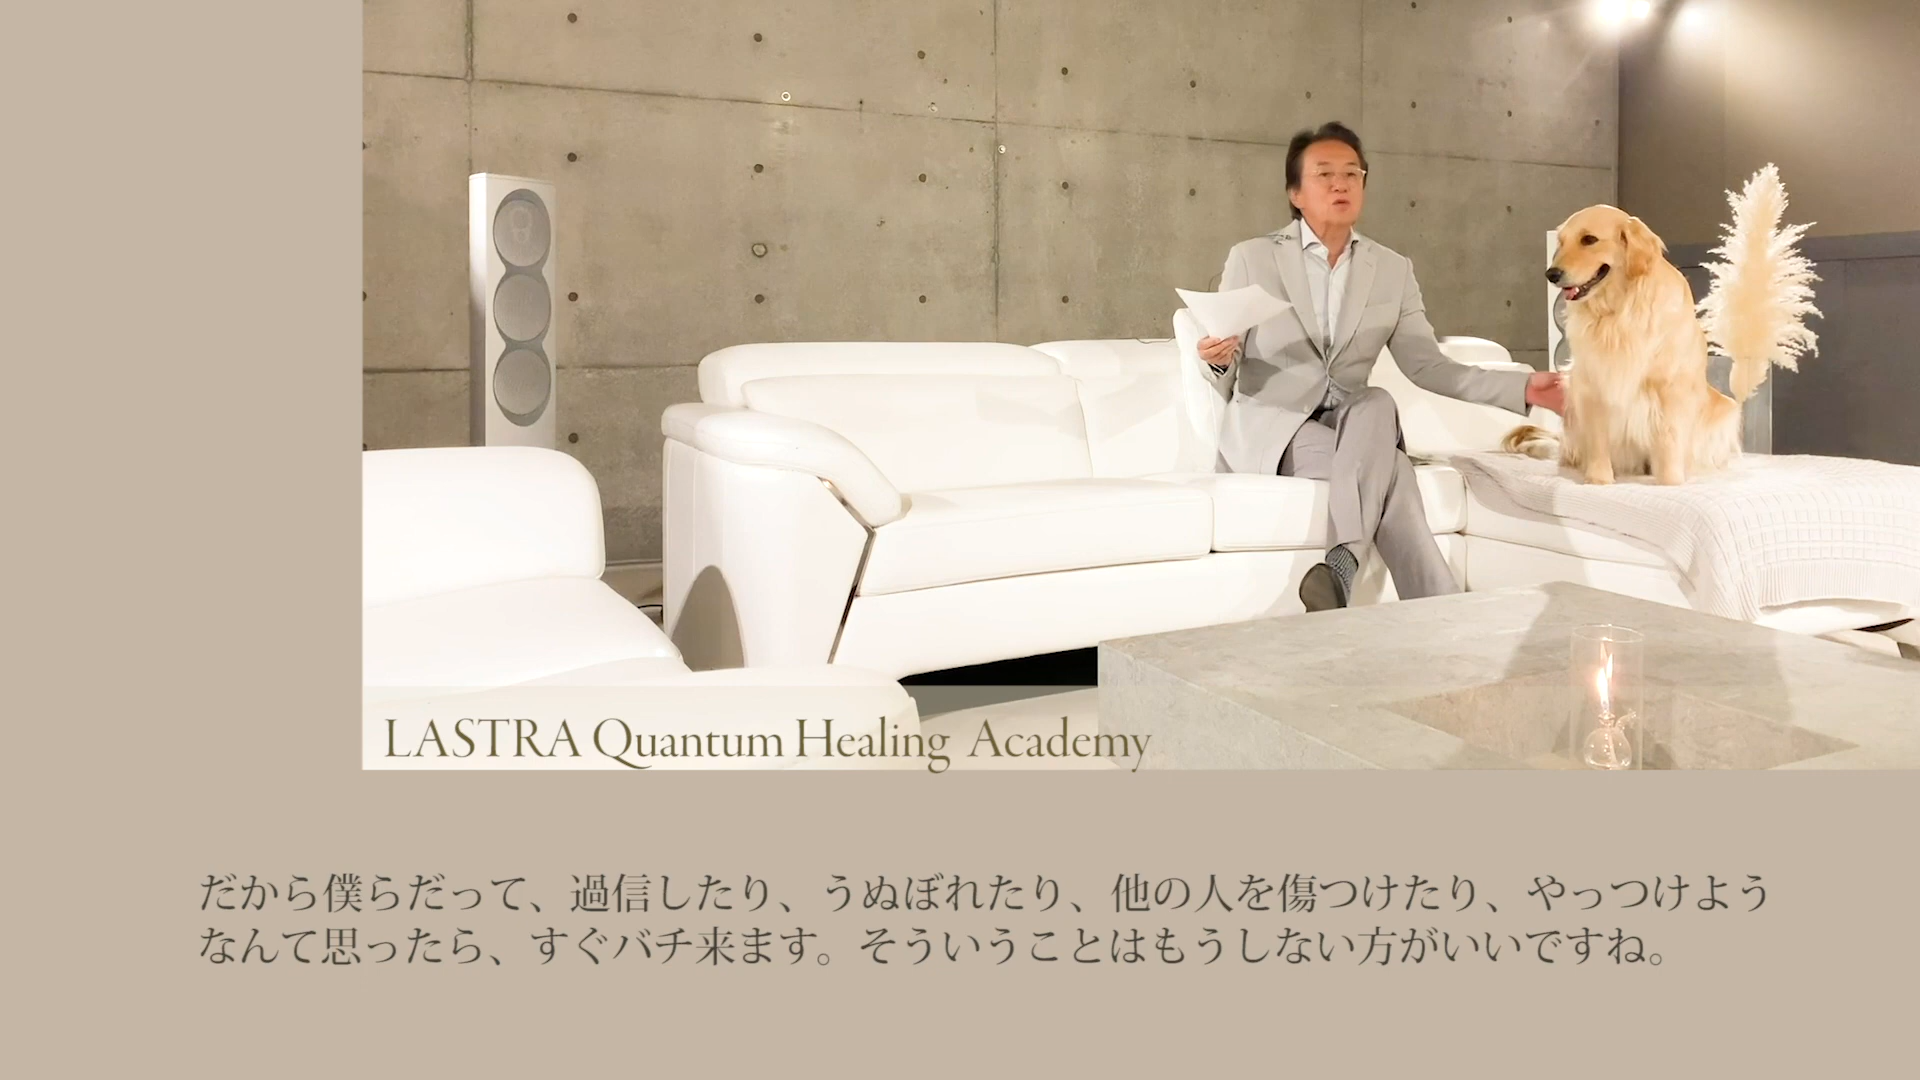 LASTRA Quantum Healing Academy
だから僕らだって、過信したり、うぬぼれたり、他の人を傷つけたり、やっつけよう
なんて思ったら、すぐバチ来ます。そういうことはもうしない方がいいですね。